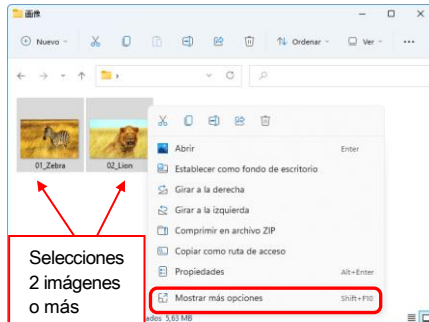 画像
Nuevo
Ordenar
Ver
Abrir Enter
Establecer como fondo de escritorio
Girar a la derecha
Girar a la izquierda
Comprimir en archivo ZIP
Copiar como ruta de acceso
Propiedades Alt+Enter
Mostrar más opciones Shift+F10
01_Zebra
02_Lion
Selecciones
2 imágenes
o más
ados 5,63 MB